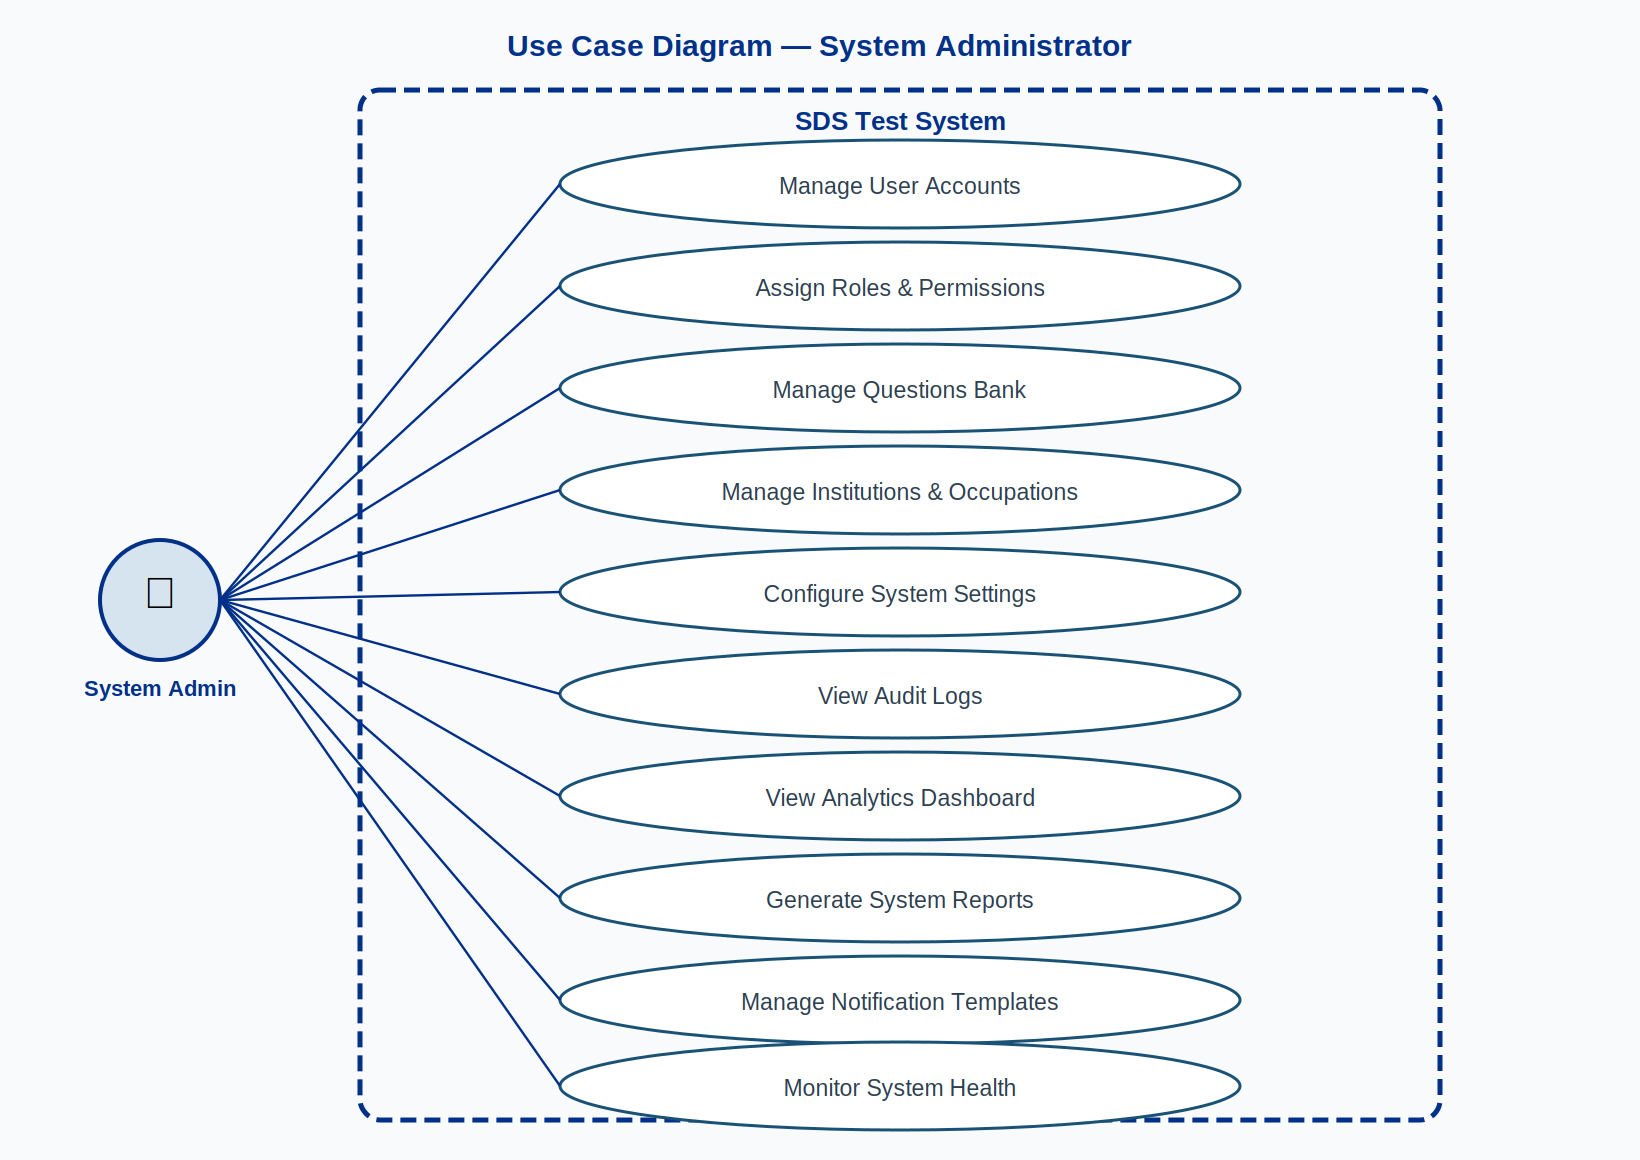 Use Case Diagram — System Administrator
SDS Test System
Manage User Accounts
Assign Roles & Permissions
Manage Questions Bank
Manage Institutions & Occupations
Configure System Settings
View Audit Logs
View Analytics Dashboard
Generate System Reports
Manage Notification Templates
Monitor System Health
System Admin